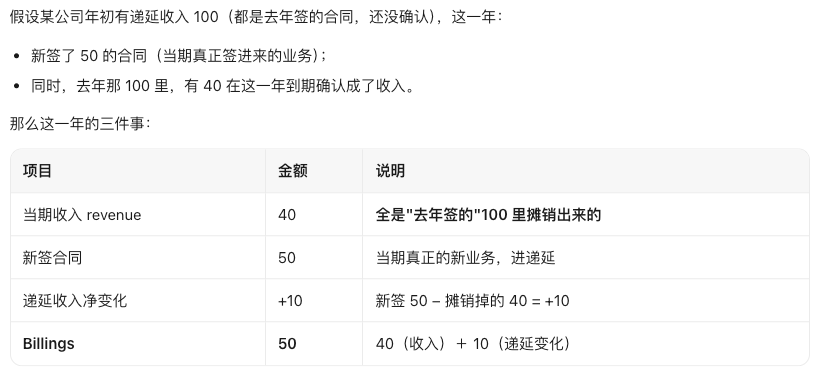 假设某公司年初有递延收入 100（都是去年签的合同，还没确认），这一年：
• 新签了 50 的合同（当期真正签进来的业务）；
• 同时，去年那 100 里，有 40 在这一年到期确认成了收入。
那么这一年的三件事：
项目 金额 说明
当期收入 revenue 40 全是"去年签的"100 里摊销出来的
新签合同 50 当期真正的新业务，进递延
递延收入净变化 +10 新签 50 – 摊销掉的 40 = +10
Billings 50 40（收入）＋ 10（递延变化）